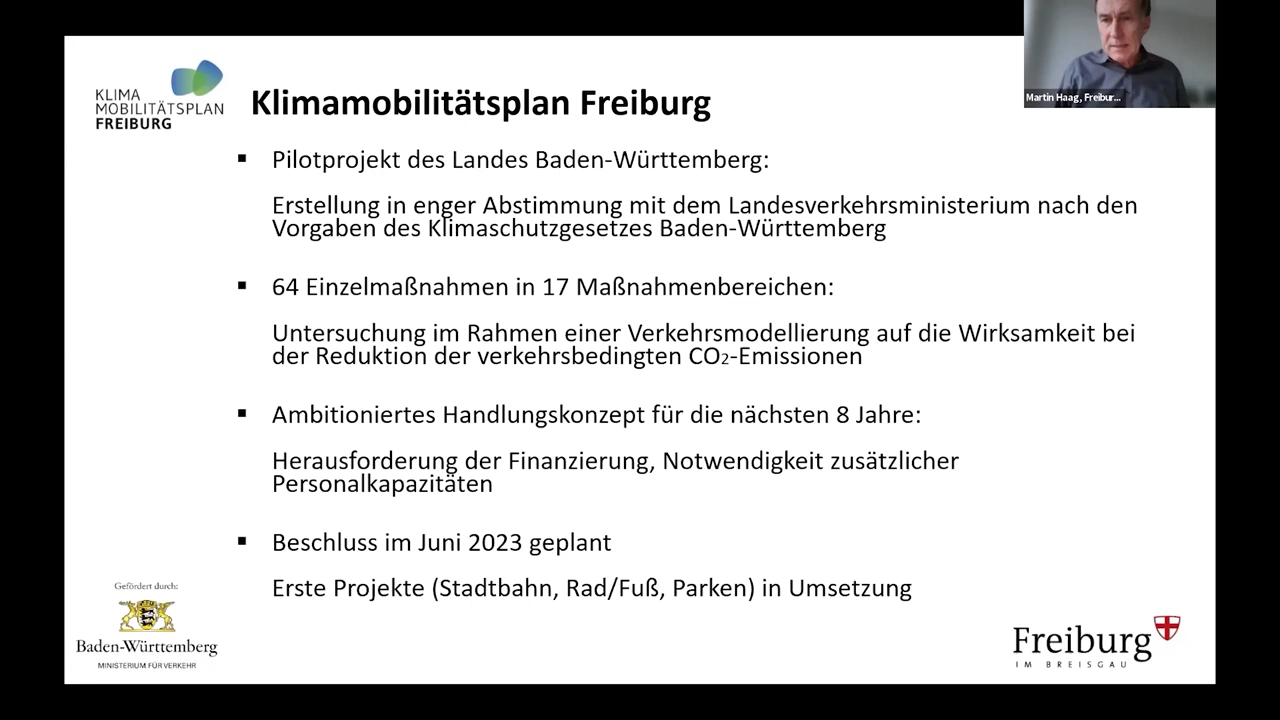 Martin Haag, Freibur...
KLIMA
MOBILITÄTSPLAN
FREIBURG
Klimamobilitätsplan Freiburg
▪ Pilotprojekt des Landes Baden-Württemberg:
Erstellung in enger Abstimmung mit dem Landesverkehrsministerium nach den
Vorgaben des Klimaschutzgesetzes Baden-Württemberg
▪ 64 Einzelmaßnahmen in 17 Maßnahmenbereichen:
Untersuchung im Rahmen einer Verkehrsmodellierung auf die Wirksamkeit bei
der Reduktion der verkehrsbedingten CO₂-Emissionen
▪ Ambitioniertes Handlungskonzept für die nächsten 8 Jahre:
Herausforderung der Finanzierung, Notwendigkeit zusätzlicher
Personalkapazitäten
▪ Beschluss im Juni 2023 geplant
Erste Projekte (Stadtbahn, Rad/Fuß, Parken) in Umsetzung
Gefördert durch:
Baden-Württemberg
MINISTERIUM FÜR VERKEHR
Freiburg
IM BREISGAU